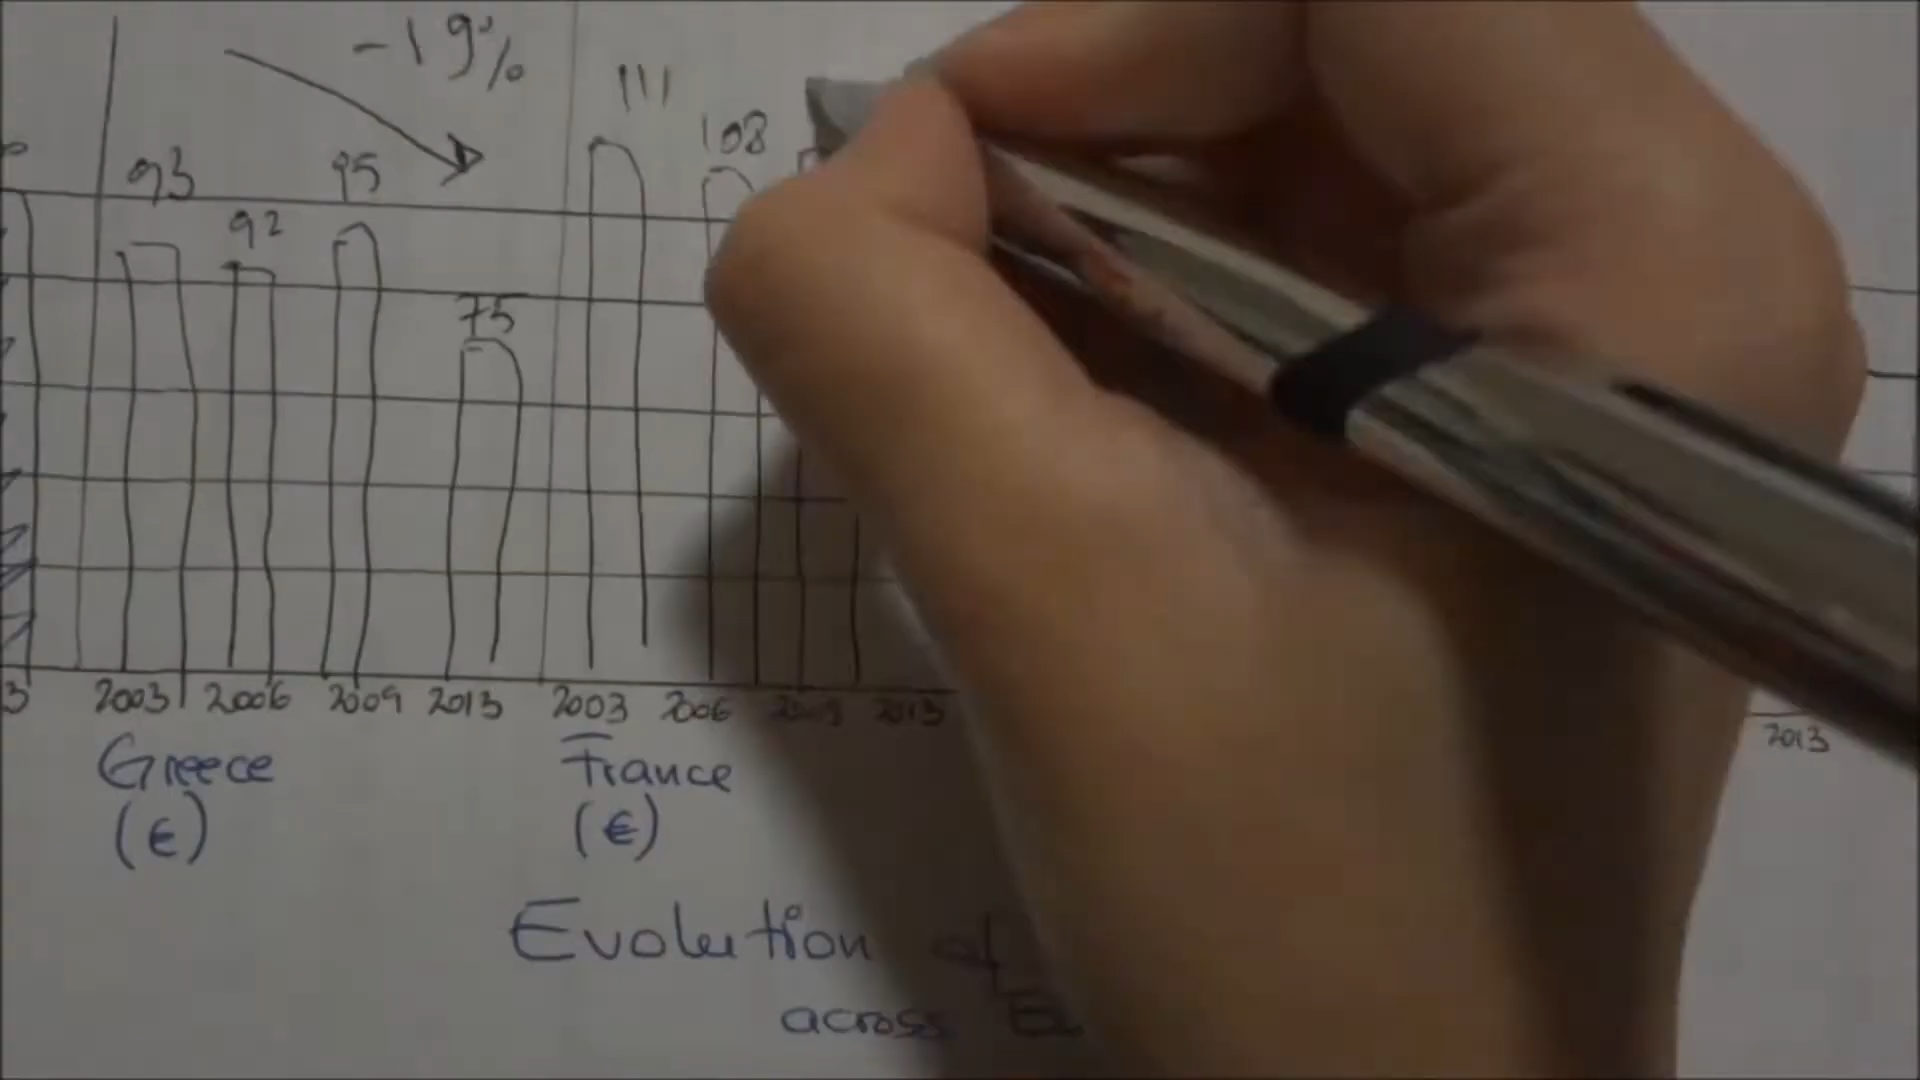 -19%
111
108
93
95
92
75
2003 2006 2009 2013 2003 2006 2009 2013
2013
Greece
France
(€)
(€)
Evolution of
across